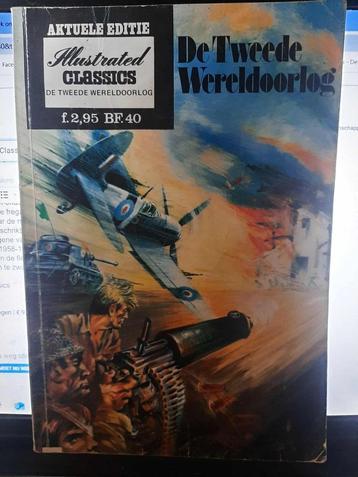 AKTUELE EDITIE
Illustrated
CLASSICS
DE TWEEDE WERELDOORLOG
f.2,95 BF.40
De Tweede
Wereldoorlog